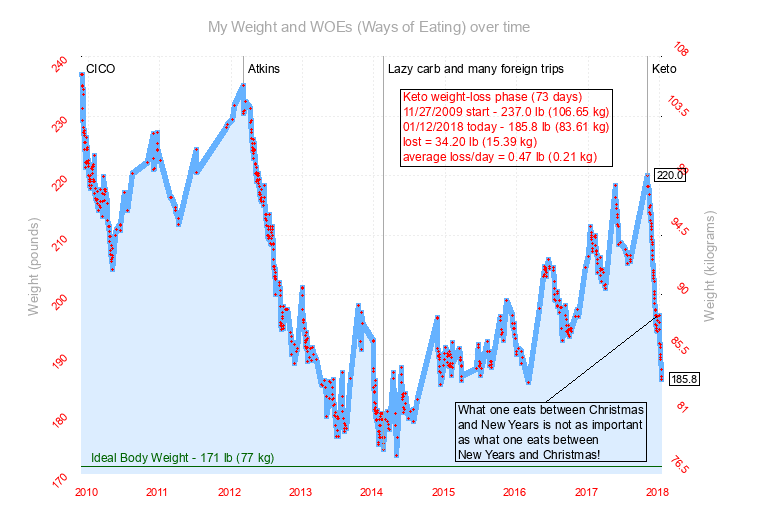 My Weight and WOEs (Ways of Eating) over time
240
230
220
210
200
190
180
170
Weight (pounds)
CICO
Atkins
Lazy carb and many foreign trips
Keto
Keto weight-loss phase (73 days)
11/27/2009 start - 237.0 lb (106.65 kg)
01/12/2018 today - 185.8 lb (83.61 kg)
lost = 34.20 lb (15.39 kg)
average loss/day = 0.47 lb (0.21 kg)
220.0
185.8
What one eats between Christmas
and New Years is not as important
as what one eats between
New Years and Christmas!
Ideal Body Weight - 171 lb (77 kg)
108
103.5
94.5
90
85.5
81
76.5
Weight (kilograms)
2010
2011
2012
2013
2014
2015
2016
2017
2018